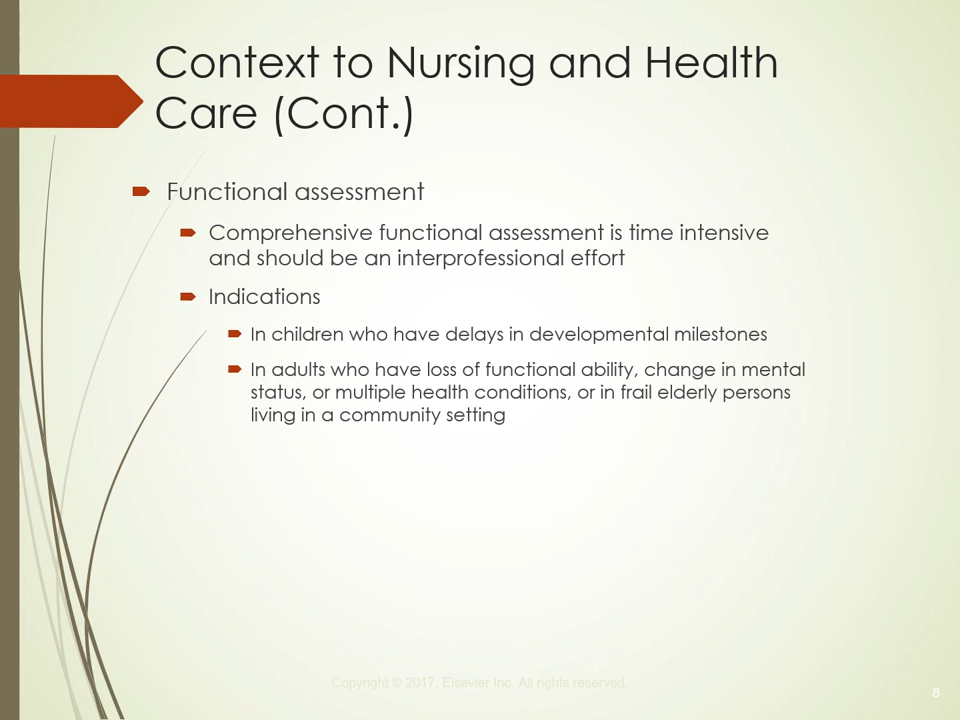 Context to Nursing and Health
Care (Cont.)
Functional assessment
Comprehensive functional assessment is time intensive
and should be an interprofessional effort
Indications
In children who have delays in developmental milestones
In adults who have loss of functional ability, change in mental
status, or multiple health conditions, or in frail elderly persons
living in a community setting
Copyright © 2017, Elsevier Inc. All rights reserved.
8